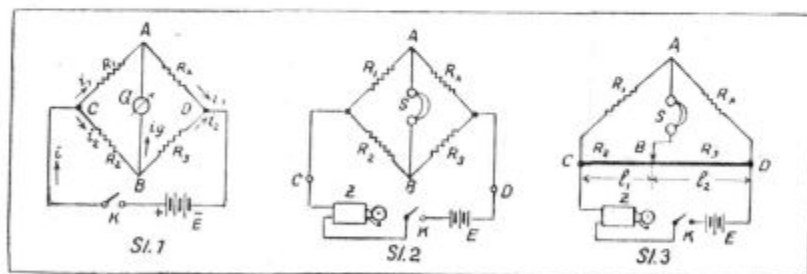 A
R₁
R₄
i₁
i₁
C
G
D
i₂
i₂
R₂
ig
R₃
i
B
K
+
E
Sl.1
A
R₁
R₄
S
R₂
R₃
B
C
D
Z
K
E
Sl.2
A
R₁
R₄
S
B
R₂
R₃
C
D
l₁
l₂
Z
K
E
Sl.3